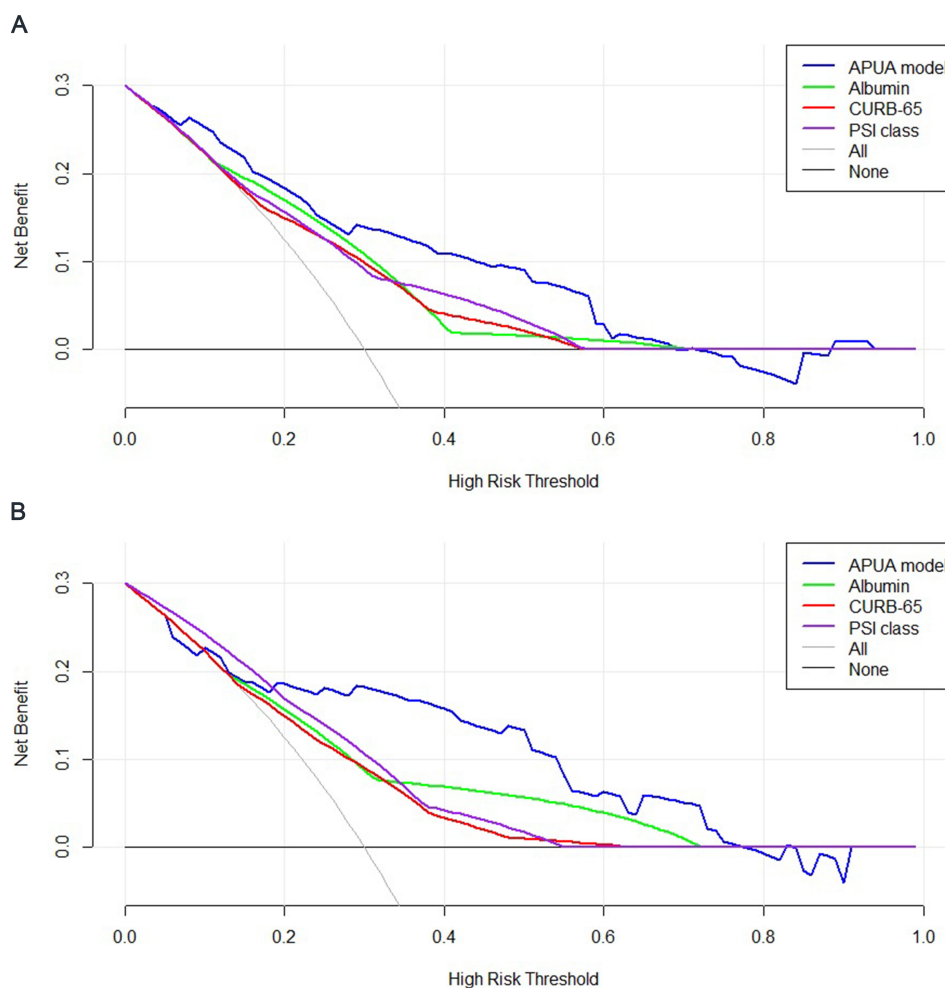 A
Net Benefit
0.3
0.2
0.1
0.0
APUA model
Albumin
CURB-65
PSI class
All
None
0.0 0.2 0.4 0.6 0.8 1.0
High Risk Threshold
B
Net Benefit
0.3
0.2
0.1
0.0
APUA model
Albumin
CURB-65
PSI class
All
None
0.0 0.2 0.4 0.6 0.8 1.0
High Risk Threshold